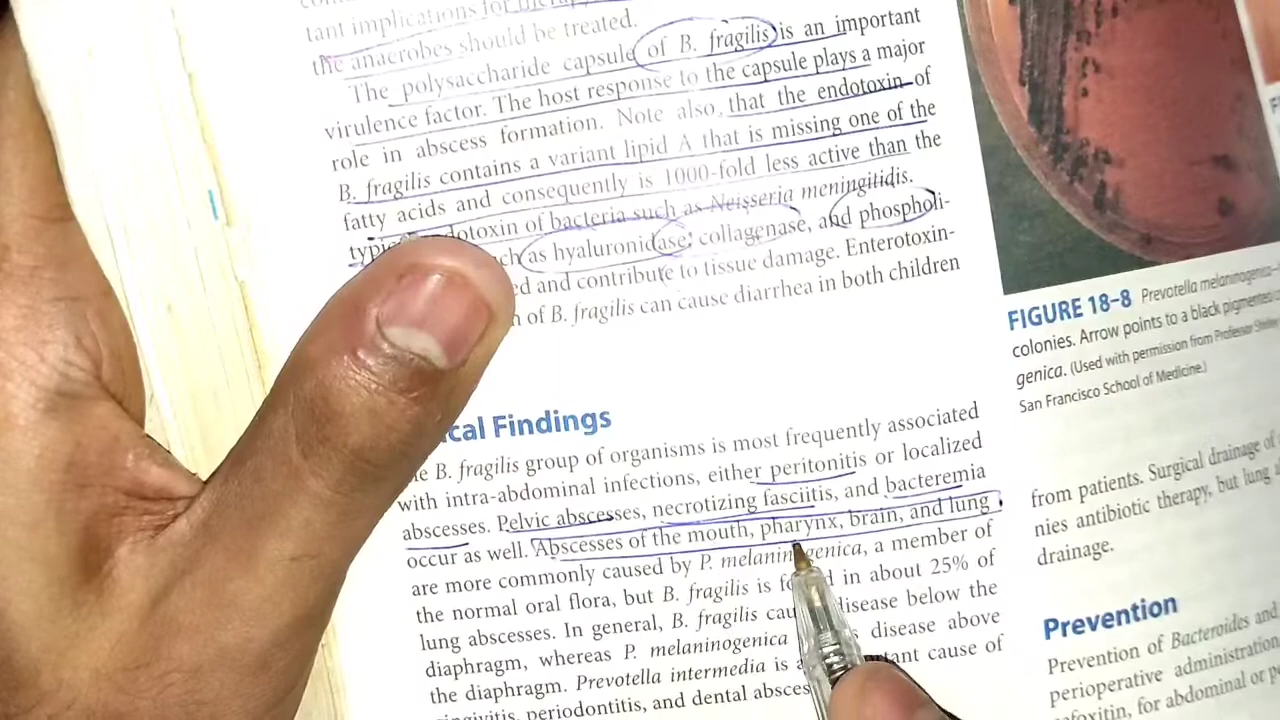 tant implications for
the anaerobes should be treated.
The polysaccharide capsule of B. fragilis is an important
virulence factor. The host response to the capsule plays a major
role in abscess formation. Note also, that the endotoxin of
B. fragilis contains a variant lipid A that is missing one of the
fatty acids and consequently is 1000-fold less active than the
endotoxin of bacteria such as Neisseria meningitidis.
as hyaluronidase, collagenase, and phospholi-
and contribute to tissue damage. Enterotoxin-
of B. fragilis can cause diarrhea in both children
Findings
B. fragilis group of organisms is most frequently associated
with intra-abdominal infections, either peritonitis or localized
abscesses. Pelvic abscesses, necrotizing fasciitis, and bacteremia
occur as well. Abscesses of the mouth, pharynx, brain, and lung
are more commonly caused by P. melaninogenica, a member of
the normal oral flora, but B. fragilis is found in about 25% of
lung abscesses. In general, B. fragilis disease below the
diaphragm, whereas P. melaninogenica disease above
the diaphragm. Prevotella intermedia is cause of
periodontitis, and dental
FIGURE 18–8 Prevotella melaninogenica
colonies. Arrow points to a black pigmented
genica. (Used with permission from Professor
San Francisco School of Medicine.)
from patients. Surgical drainage of
nies antibiotic therapy, but lung
drainage.
Prevention
Prevention of Bacteroides and
perioperative administration
for abdominal or